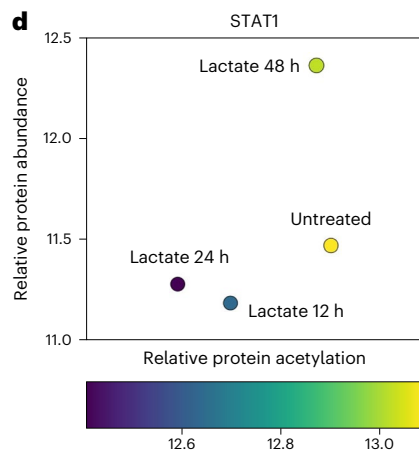 d
STAT1
12.5
Lactate 48 h
12.0
Relative protein abundance
Untreated
11.5
Lactate 24 h
Lactate 12 h
11.0
Relative protein acetylation
12.6 12.8 13.0